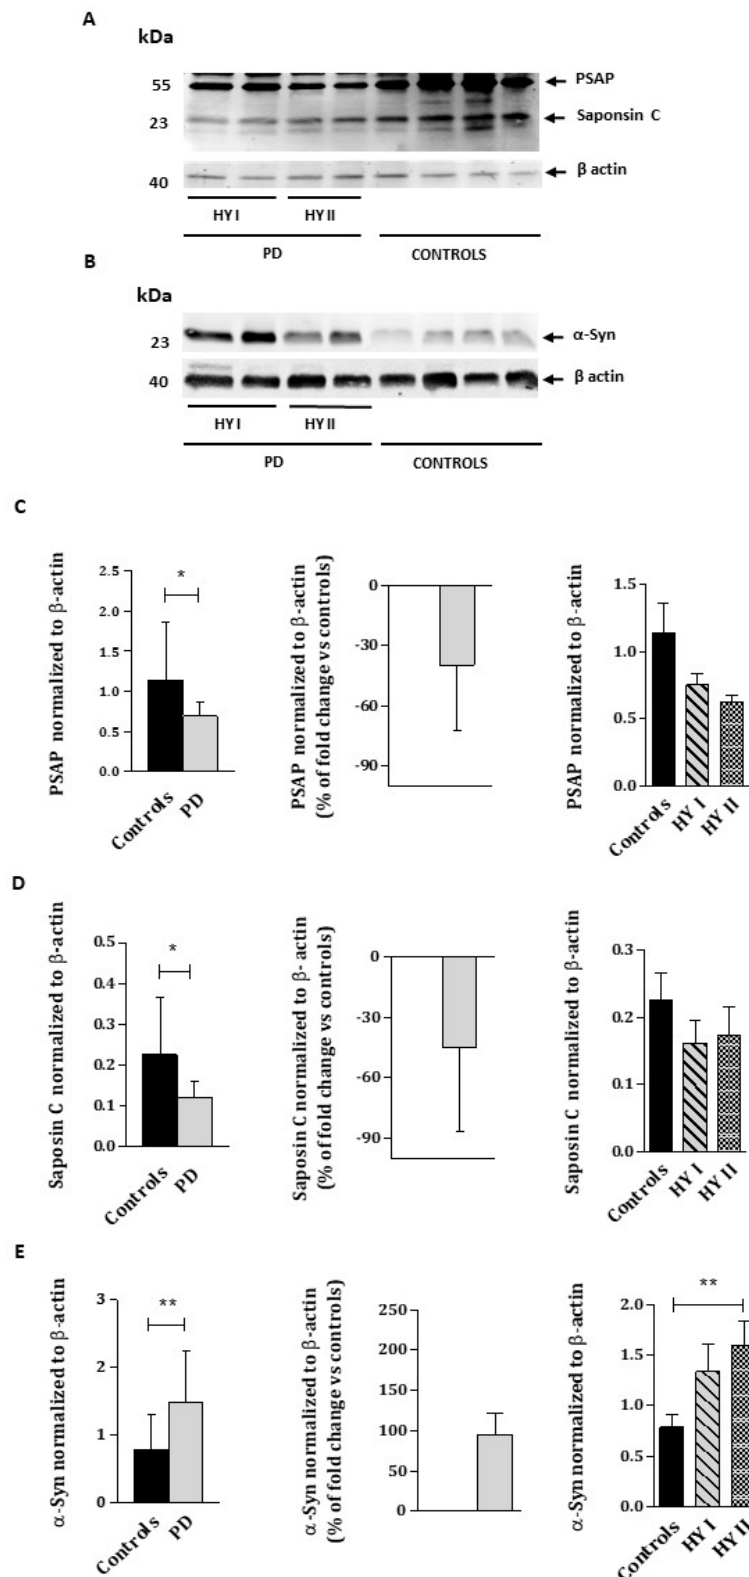 A
kDa
55
PSAP
23
Saponsin C
40
β actin
HY I
HY II
PD
CONTROLS
B
kDa
23
α-Syn
40
β actin
HY I
HY II
PD
CONTROLS
C
PSAP normalized to β-actin
2.5
2.0
1.5
1.0
0.5
0.0
*
Controls
PD
PSAP normalized to β-actin
(% of fold change vs controls)
0
-30
-60
-90
PSAP normalized to β-actin
1.5
1.0
0.5
0.0
Controls
HY I
HY II
D
Saposin C normalized to β-actin
0.5
0.4
0.3
0.2
0.1
0.0
*
Controls
PD
Saposin C normalized to β- actin
(% of fold change vs controls)
0
-30
-60
-90
Saposin C normalized to β-actin
0.3
0.2
0.1
0.0
Controls
HY I
HY II
E
α-Syn normalized to β-actin
3
2
1
0
**
Controls
PD
α-Syn normalized to β-actin
(% of fold change vs controls)
250
200
150
100
50
0
α-Syn normalized to β-actin
2.0
1.5
1.0
0.5
0.0
**
Controls
HY I
HY II